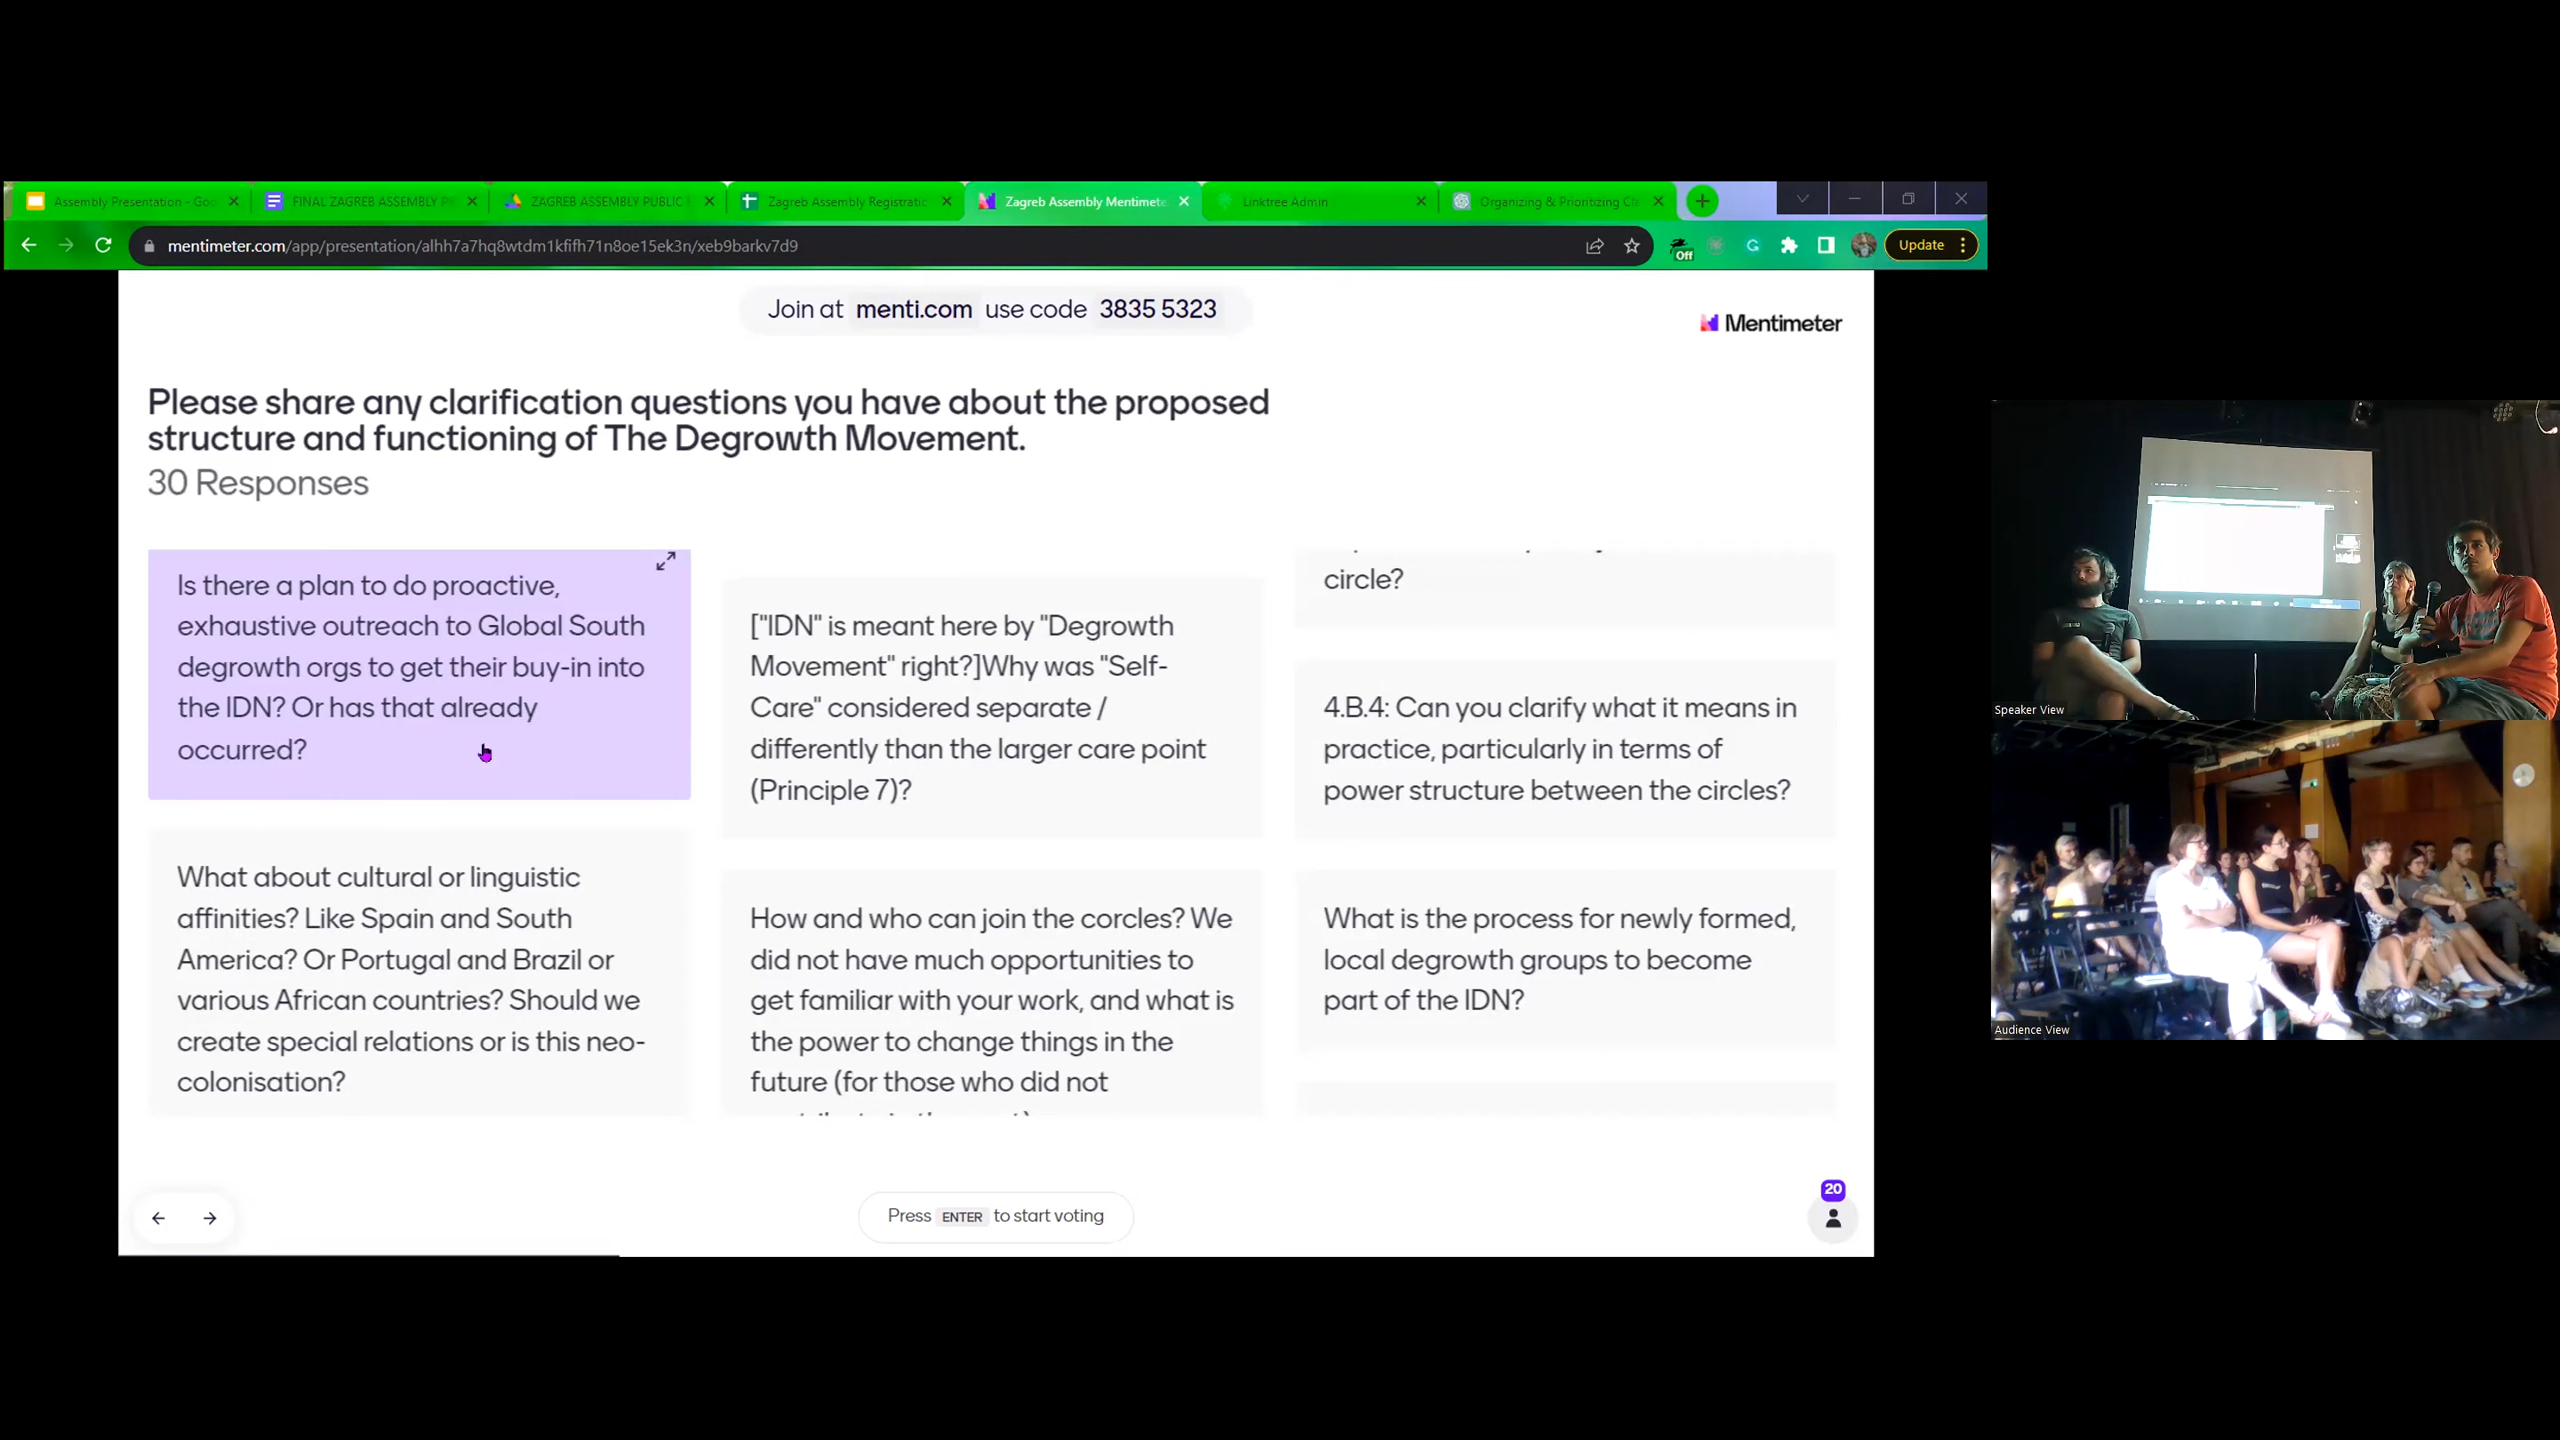 Assembly Presentation - Goo
FINAL ZAGREB ASSEMBLY P
ZAGREB ASSEMBLY PUBLIC
Zagreb Assembly Registratio
Zagreb Assembly Mentimete
Linktree Admin
Organizing & Prioritizing Cl
mentimeter.com/app/presentation/alhh7a7hq8wtdm1kfifh71n8oe15ek3n/xeb9barkv7d9
Off
Update
Join at menti.com use code 3835 5323
Mentimeter
Please share any clarification questions you have about the proposed
structure and functioning of The Degrowth Movement.
30 Responses
Is there a plan to do proactive,
exhaustive outreach to Global South
degrowth orgs to get their buy-in into
the IDN? Or has that already
occurred?
What about cultural or linguistic
affinities? Like Spain and South
America? Or Portugal and Brazil or
various African countries? Should we
create special relations or is this neo-
colonisation?
["IDN" is meant here by "Degrowth
Movement" right?]Why was "Self-
Care" considered separate /
differently than the larger care point
(Principle 7)?
How and who can join the corcles? We
did not have much opportunities to
get familiar with your work, and what is
the power to change things in the
future (for those who did not
circle?
4.B.4: Can you clarify what it means in
practice, particularly in terms of
power structure between the circles?
What is the process for newly formed,
local degrowth groups to become
part of the IDN?
Press ENTER to start voting
20
Speaker View
Audience View